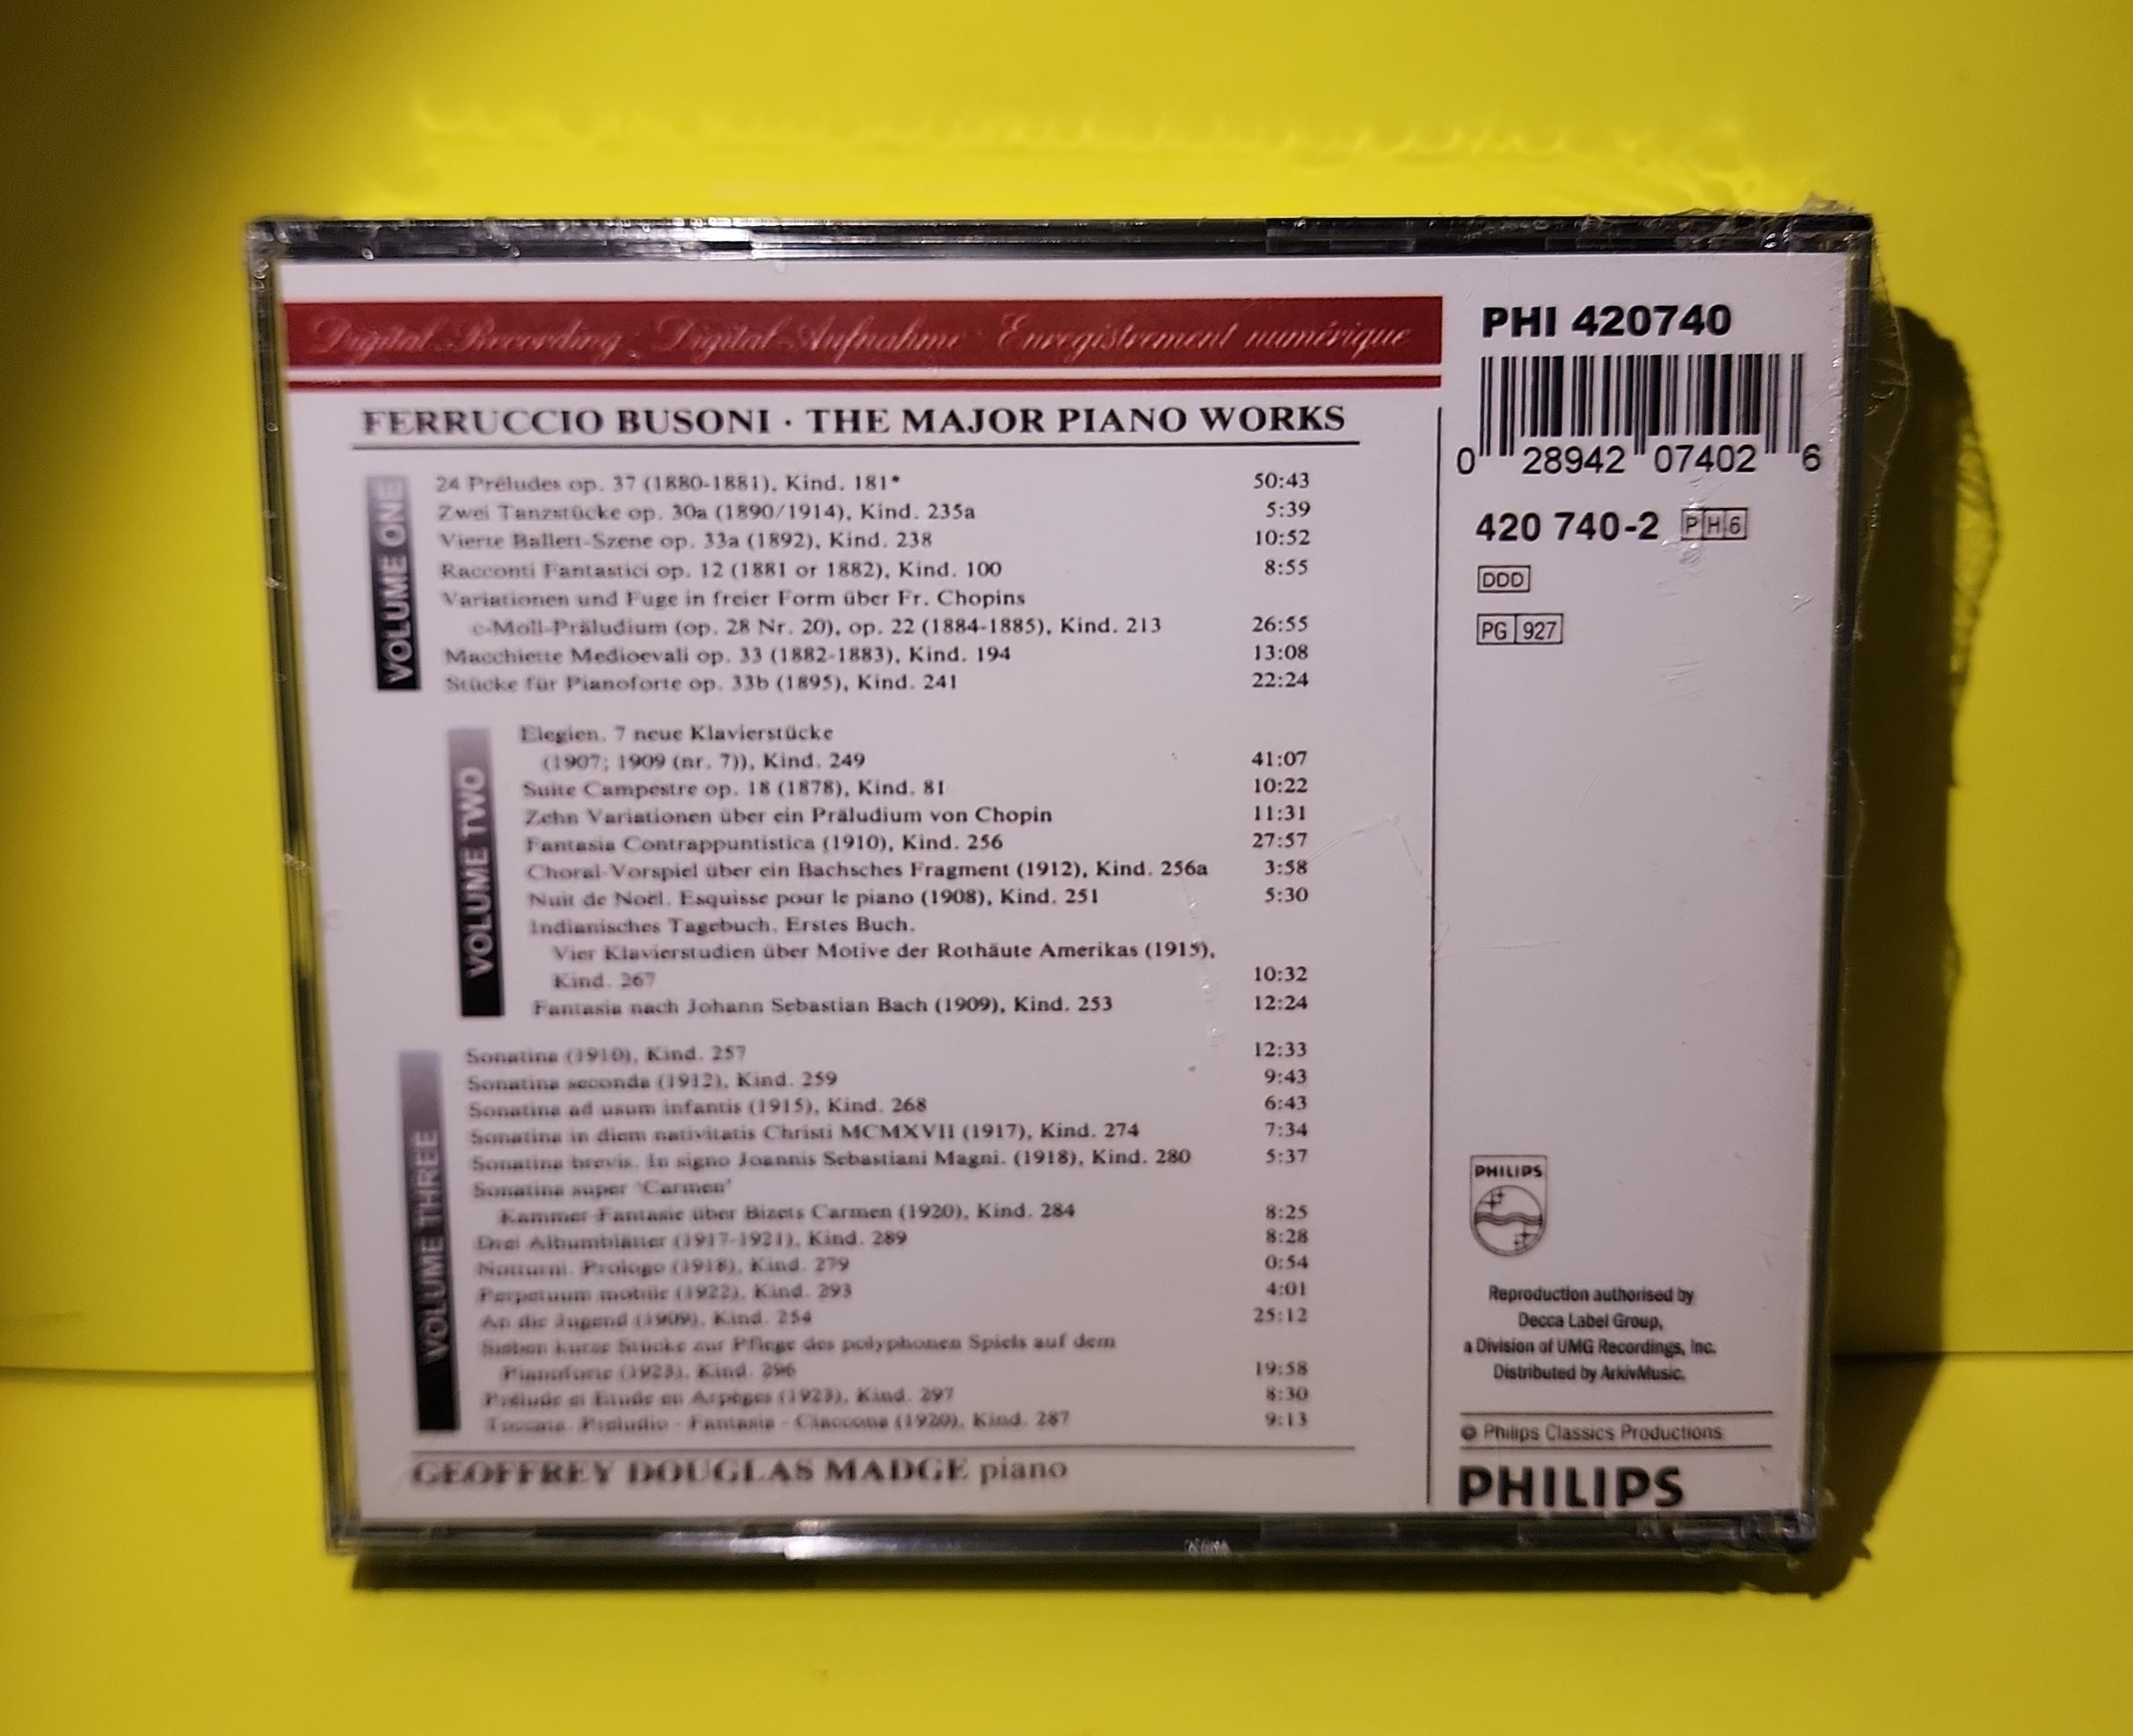 Digital Recording · Digital-Aufnahme · Enregistrement numérique
FERRUCCIO BUSONI · THE MAJOR PIANO WORKS
VOLUME ONE
24 Préludes op. 37 (1880-1881), Kind. 181* 50:43
Zwei Tanzstücke op. 30a (1890/1914), Kind. 235a 5:39
Vierte Ballett-Szene op. 33a (1892), Kind. 238 10:52
Racconti Fantastici op. 12 (1881 or 1882), Kind. 100 8:55
Variationen und Fuge in freier Form über Fr. Chopins
c-Moll-Präludium (op. 28 Nr. 20), op. 22 (1884-1885), Kind. 213 26:55
Macchiette Medioevali op. 33 (1882-1883), Kind. 194 13:08
Stücke für Pianoforte op. 33b (1895), Kind. 241 22:24
VOLUME TWO
Elegien. 7 neue Klavierstücke
(1907; 1909 (nr. 7)), Kind. 249 41:07
Suite Campestre op. 18 (1878), Kind. 81 10:22
Zehn Variationen über ein Präludium von Chopin 11:31
Fantasia Contrappuntistica (1910), Kind. 256 27:57
Choral-Vorspiel über ein Bachsches Fragment (1912), Kind. 256a 3:58
Nuit de Noël. Esquisse pour le piano (1908), Kind. 251 5:30
Indianisches Tagebuch. Erstes Buch.
Vier Klavierstudien über Motive der Rothäute Amerikas (1915),
Kind. 267 10:32
Fantasia nach Johann Sebastian Bach (1909), Kind. 253 12:24
VOLUME THREE
Sonatina (1910), Kind. 257 12:33
Sonatina seconda (1912), Kind. 259 9:43
Sonatina ad usum infantis (1915), Kind. 268 6:43
Sonatina in diem nativitatis Christi MCMXVII (1917), Kind. 274 7:34
Sonatina brevis. In signo Joannis Sebastiani Magni. (1918), Kind. 280 5:37
Sonatina super 'Carmen'
Kammer-Fantasie über Bizets Carmen (1920), Kind. 284 8:25
Drei Albumblätter (1917-1921), Kind. 289 8:28
Notturni. Prologo (1918), Kind. 279 0:54
Perpetuum mobile (1922), Kind. 293 4:01
An die Jugend (1909), Kind. 254 25:12
Sieben kurze Stücke zur Pflege des polyphonen Spiels auf dem
Pianoforte (1923), Kind. 296 19:58
Prélude et Etude en Arpèges (1923), Kind. 297 8:30
Toccata. Preludio - Fantasia - Ciaccona (1920), Kind. 287 9:13
GEOFFREY DOUGLAS MADGE piano
PHI 420740
0 28942 07402 6
420 740-2 PH6
DDD
PG 927
PHILIPS
Reproduction authorised by
Decca Label Group,
a Division of UMG Recordings, Inc.
Distributed by ArkivMusic.
℗ Philips Classics Productions
PHILIPS